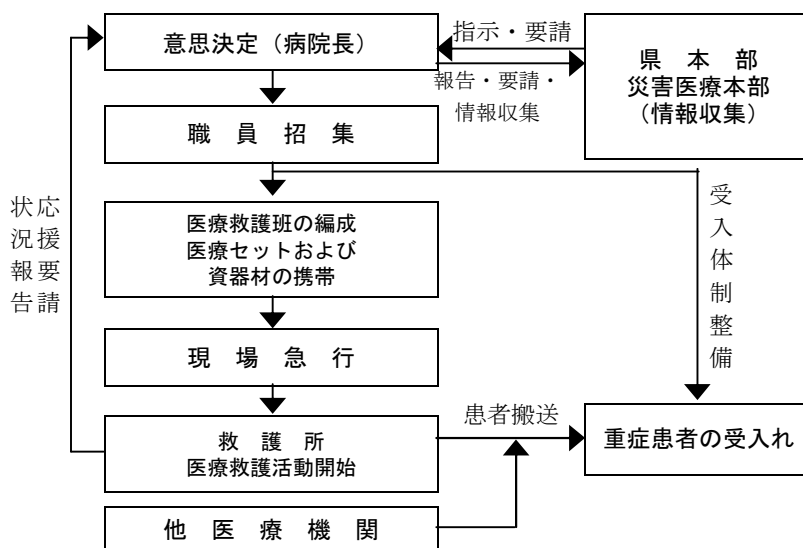 意思決定（病院長）
指示・要請
報告・要請・
情報収集
県　本　部
災害医療本部
（情報収集）
職　員　招　集
応援要請
状況報告
医療救護班の編成
医療セットおよび
資器材の携帯
受入体制整備
現　場　急　行
患者搬送
救　護　所
医療救護活動開始
重症患者の受入れ
他　医　療　機　関